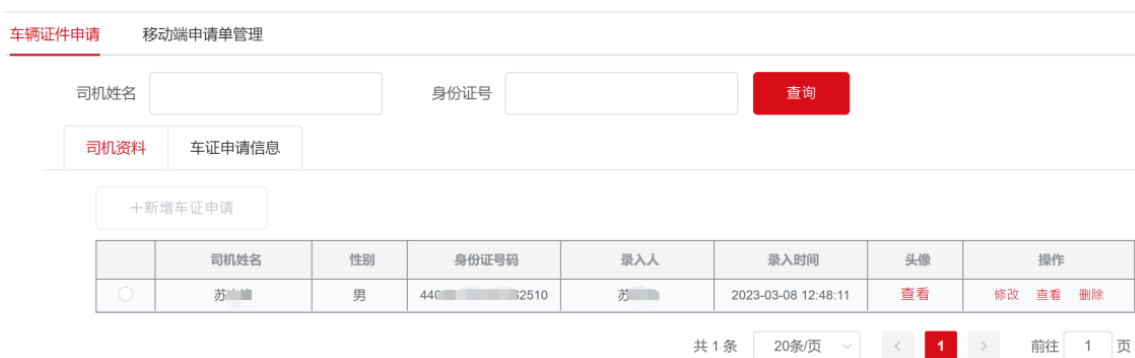 车辆证件申请 移动端申请单管理
司机姓名 身份证号 查询
司机资料 车证申请信息
+新增车证申请
司机姓名 性别 身份证号码 录入人 录入时间 头像 操作
苏 男 440 2510 苏 2023-03-08 12:48:11 查看 修改 查看 删除
共 1 条 20条/页 < 1 > 前往 1 页